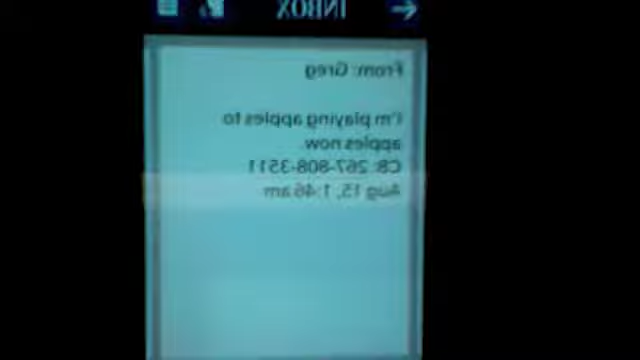 INBOX
From: Greg
I'm playing apples to
apples now.
CB: 267-808-3511
Aug 15, 1:46 am